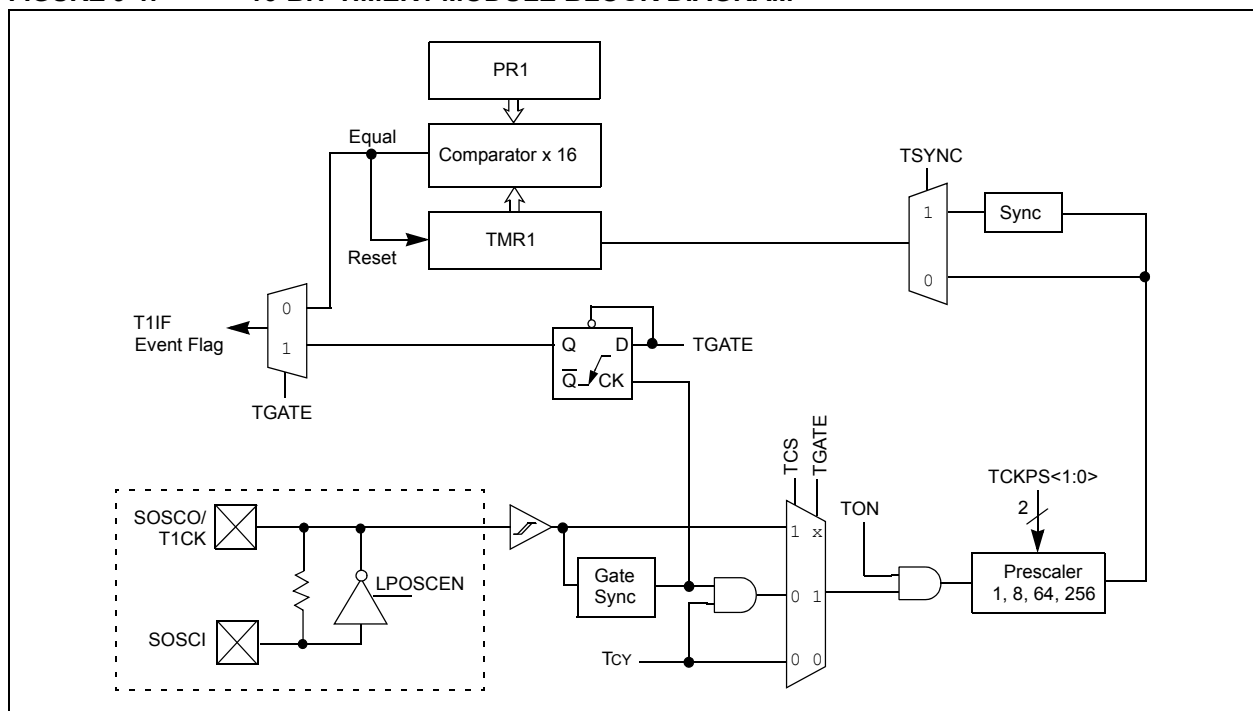 PR1
Equal
Comparator x 16
TSYNC
1
Sync
TMR1
Reset
0
0
T1IF
Event Flag
1
Q
D
TGATE
Q
CK
TGATE
TCS
TGATE
TCKPS<1:0>
SOSCO/
T1CK
TON
2
1 x
LPOSCEN
Gate
Sync
Prescaler
1, 8, 64, 256
0 1
SOSCI
TCY
0 0